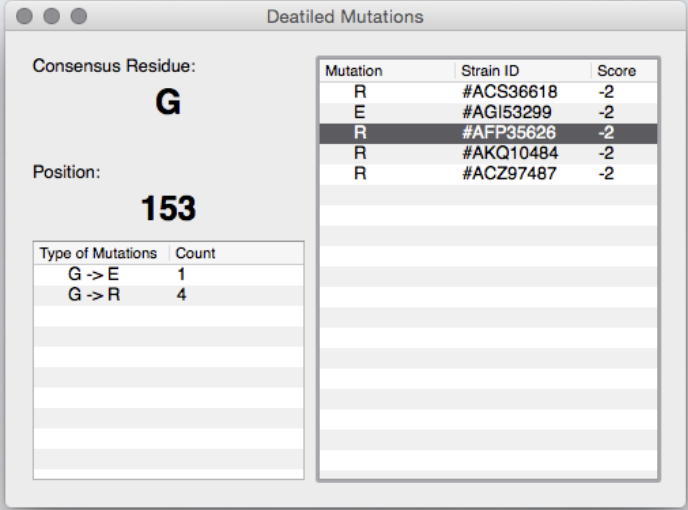 Deatiled Mutations
Consensus Residue:
G
Position:
153
Type of Mutations Count
G -> E 1
G -> R 4
Mutation Strain ID Score
R #ACS36618 -2
E #AGI53299 -2
R #AFP35626 -2
R #AKQ10484 -2
R #ACZ97487 -2